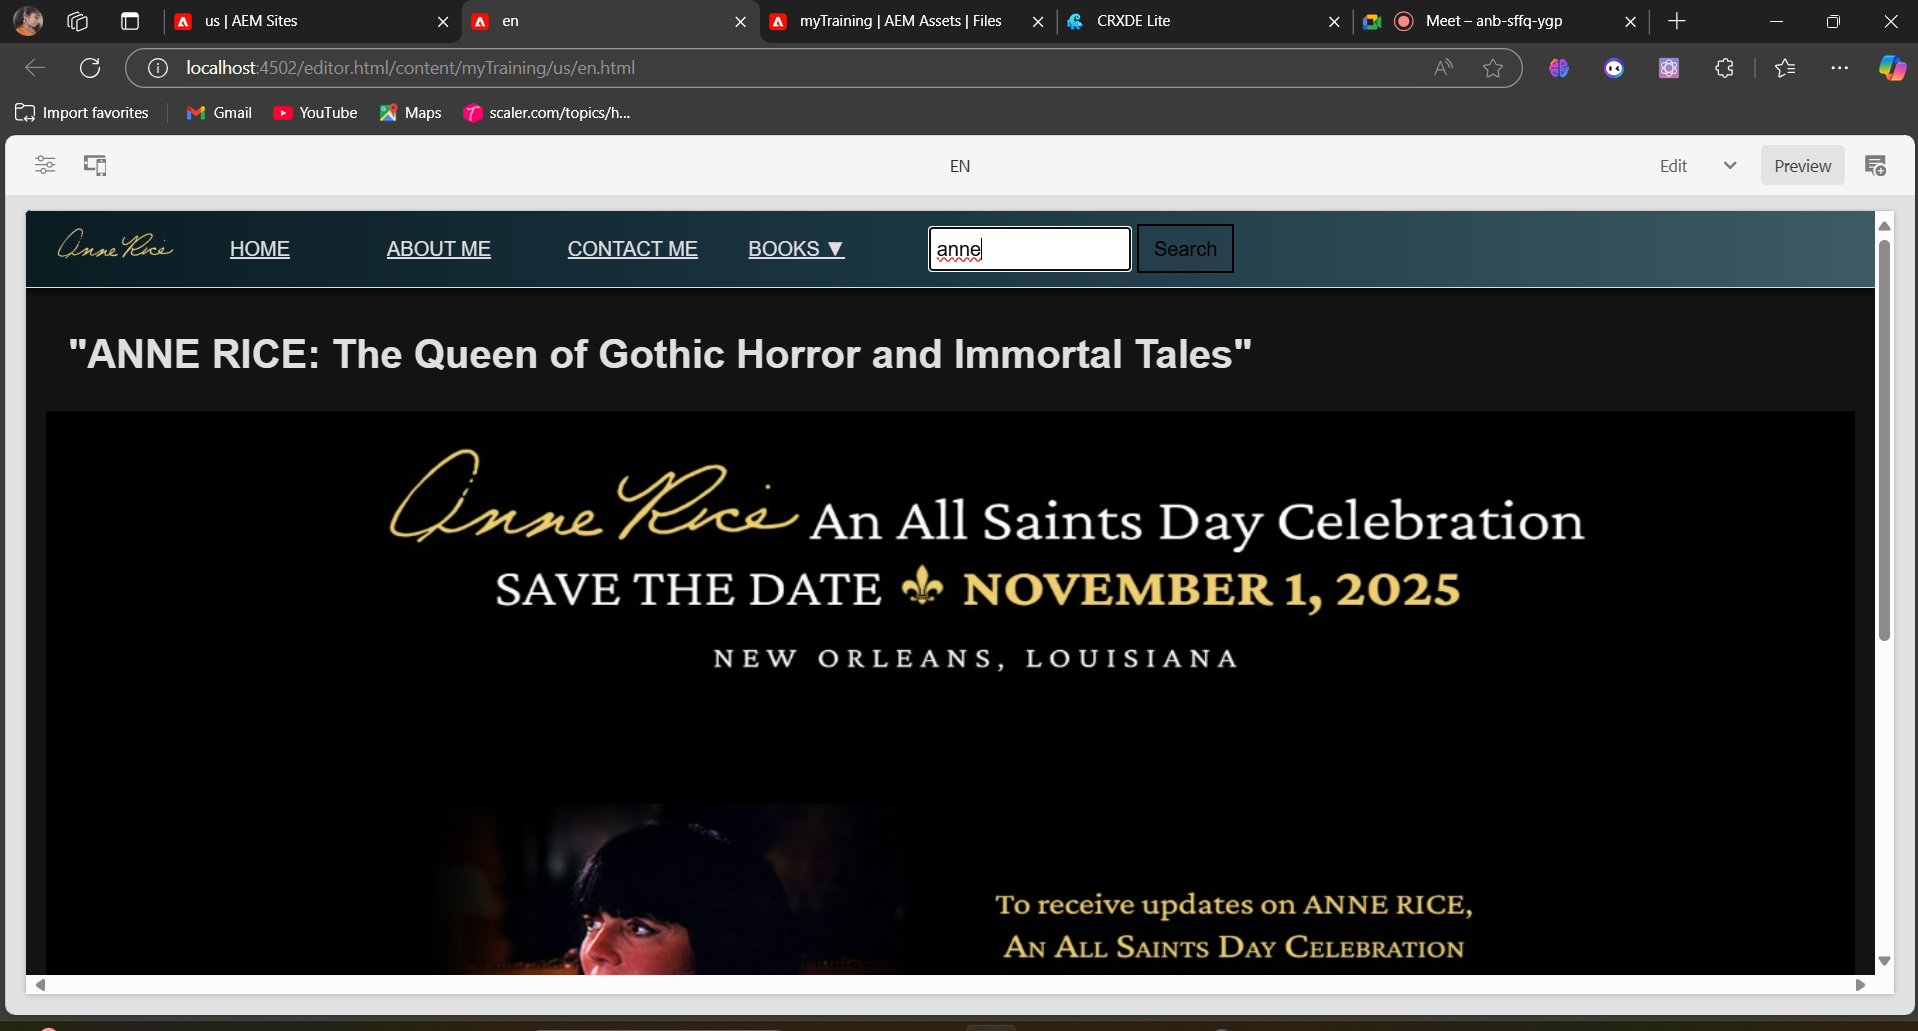 us | AEM Sites
en
myTraining | AEM Assets | Files
CRXDE Lite
Meet – anb-sffq-ygp
localhost:4502/editor.html/content/myTraining/us/en.html
Import favorites
Gmail
YouTube
Maps
scaler.com/topics/h...
EN
Edit
Preview
Anne Rice
HOME
ABOUT ME
CONTACT ME
BOOKS ▼
anne
Search
"ANNE RICE: The Queen of Gothic Horror and Immortal Tales"
Anne Rice An All Saints Day Celebration
SAVE THE DATE ⚜ NOVEMBER 1, 2025
NEW ORLEANS, LOUISIANA
To receive updates on ANNE RICE,
AN ALL SAINTS DAY CELEBRATION